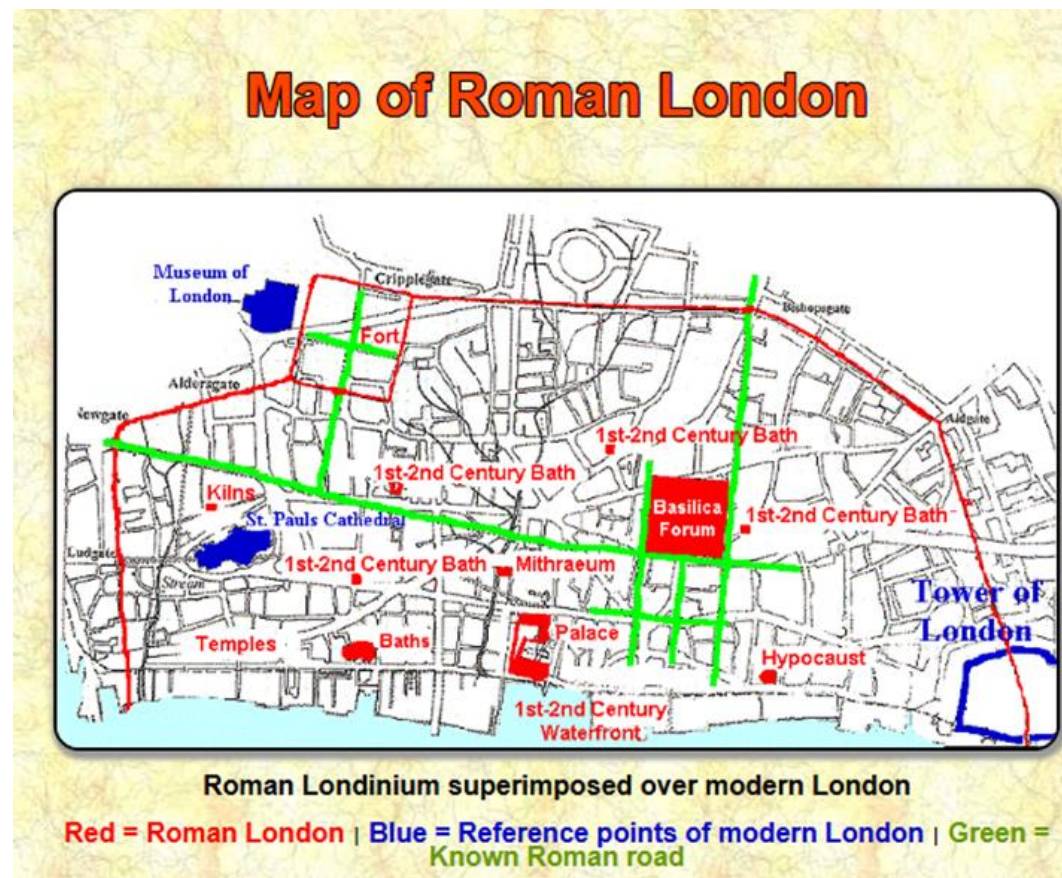 Map of Roman London
Museum of
London
Cripplegate
Bishopsgate
Fort
Aldersgate
Newgate
Aldgate
1st-2nd Century Bath
1st-2nd Century Bath
Kilns
Basilica
Forum
1st-2nd Century Bath
St. Pauls Cathedral
Ludgate
1st-2nd Century Bath
Mithraeum
Stream
Tower of
London
Temples
Baths
Palace
Hypocaust
1st-2nd Century
Waterfront
Roman Londinium superimposed over modern London
Red = Roman London | Blue = Reference points of modern London | Green =
Known Roman road